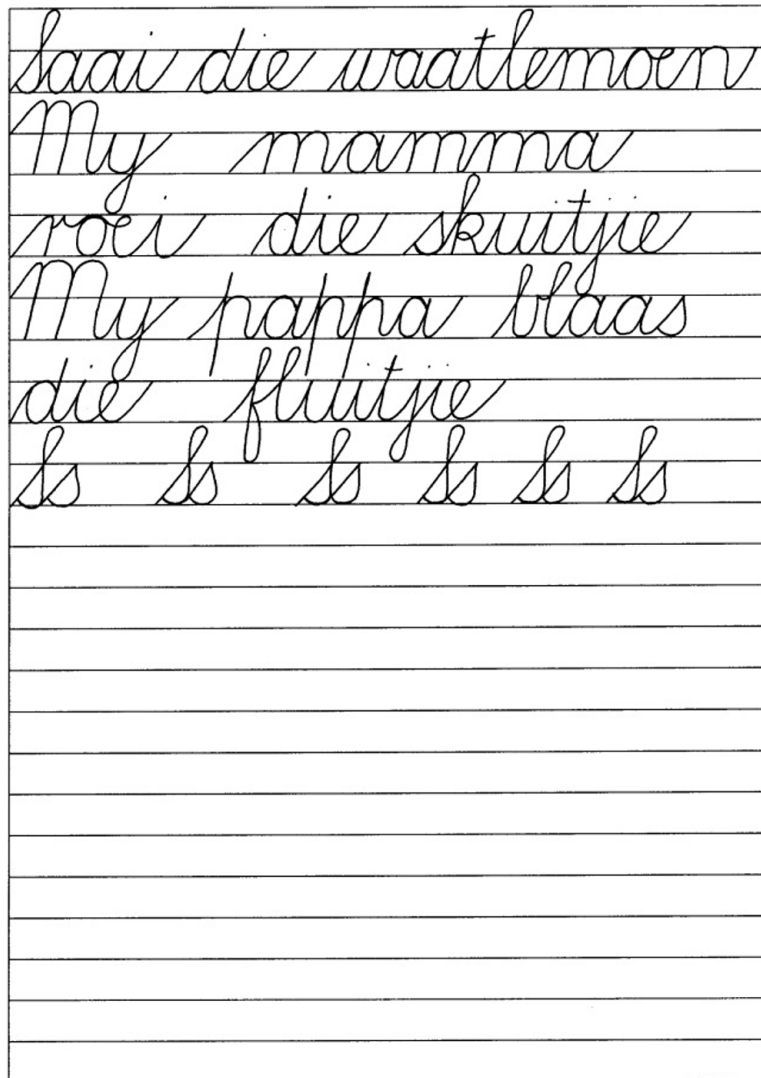 Saai die waatlemoen
My mamma
roei die skuitjie
My pappa blaas
die fluitjie
Ss Ss Ss Ss Ss Ss